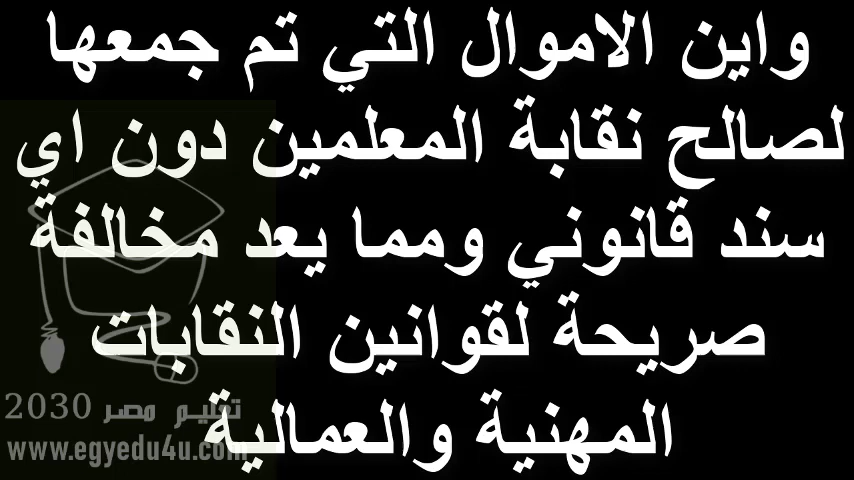 واين الاموال التي تم جمعها
لصالح نقابة المعلمين دون اي
سند قانوني ومما يعد مخالفة
صريحة لقوانين النقابات
المهنية والعمالية
تعليم مصر 2030
www.egyedu4u.com